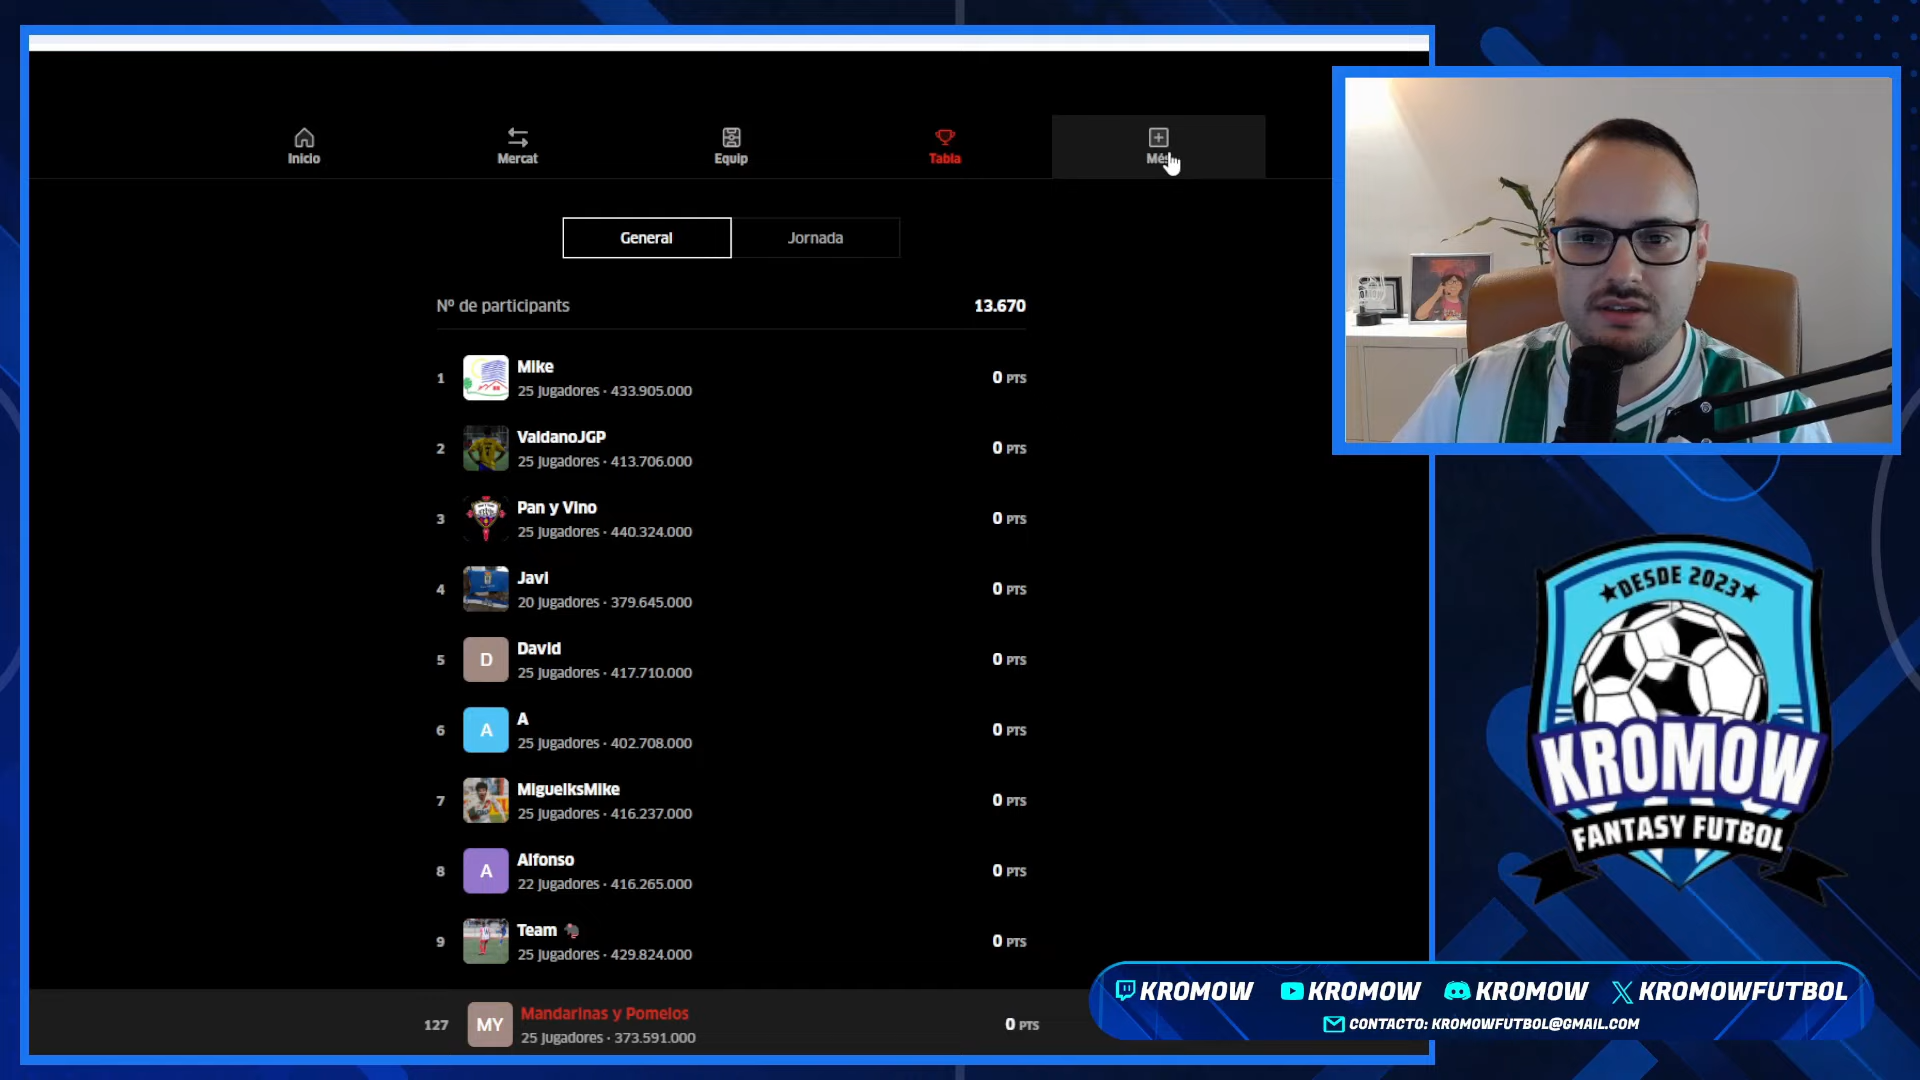 Inicio
Mercat
Equip
Tabla
Més
General
Jornada
Nº de participants
13.670
1
Mike
25 Jugadores · 433.905.000
0 PTS
2
ValdanoJGP
25 Jugadores · 413.706.000
0 PTS
3
Pan y Vino
25 Jugadores · 440.324.000
0 PTS
4
Javi
20 Jugadores · 379.645.000
0 PTS
5
D
David
25 Jugadores · 417.710.000
0 PTS
6
A
A
25 Jugadores · 402.708.000
0 PTS
7
MiguelksMike
25 Jugadores · 416.237.000
0 PTS
8
A
Alfonso
22 Jugadores · 416.265.000
0 PTS
9
Team
25 Jugadores · 429.824.000
0 PTS
127
MY
Mandarinas y Pomelos
25 Jugadores · 373.591.000
0 PTS
★DESDE 2023★
KROMOW
FANTASY FUTBOL
KROMOW
KROMOW
KROMOW
KROMOWFUTBOL
CONTACTO: KROMOWFUTBOL@GMAIL.COM